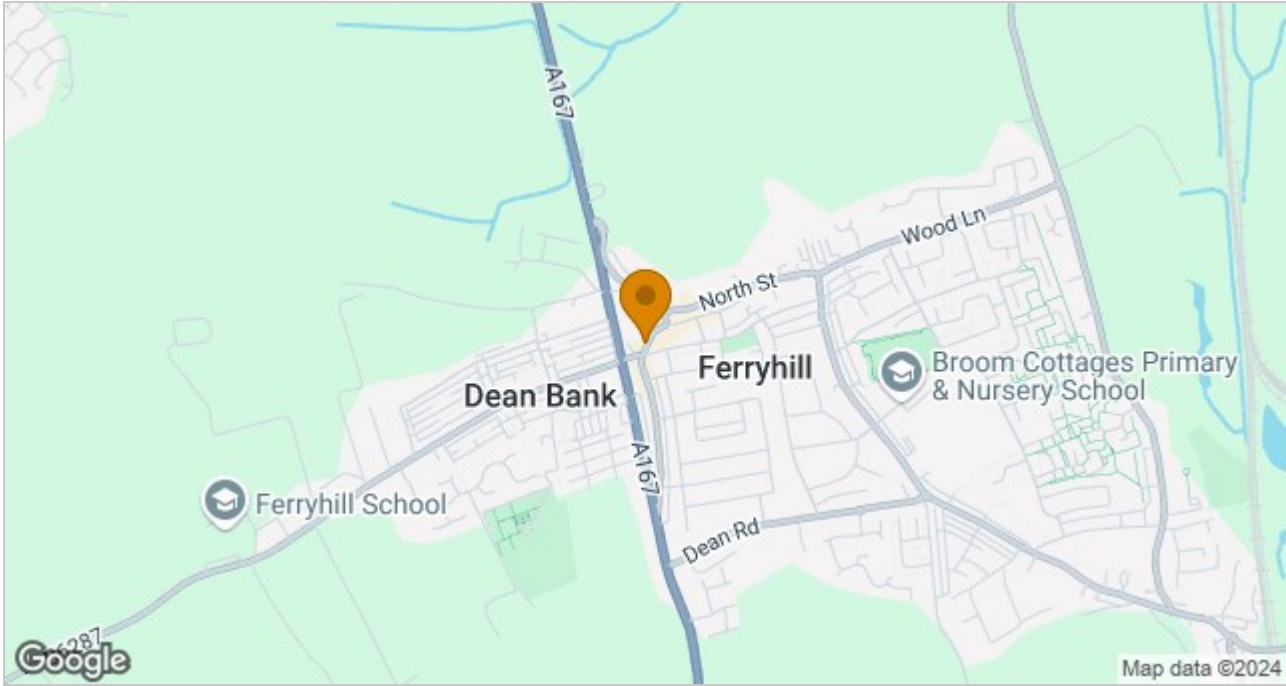 A167
Wood Ln
North St
Ferryhill
Broom Cottages Primary
& Nursery School
Dean Bank
A167
Ferryhill School
Dean Rd
Google
Map data ©2024